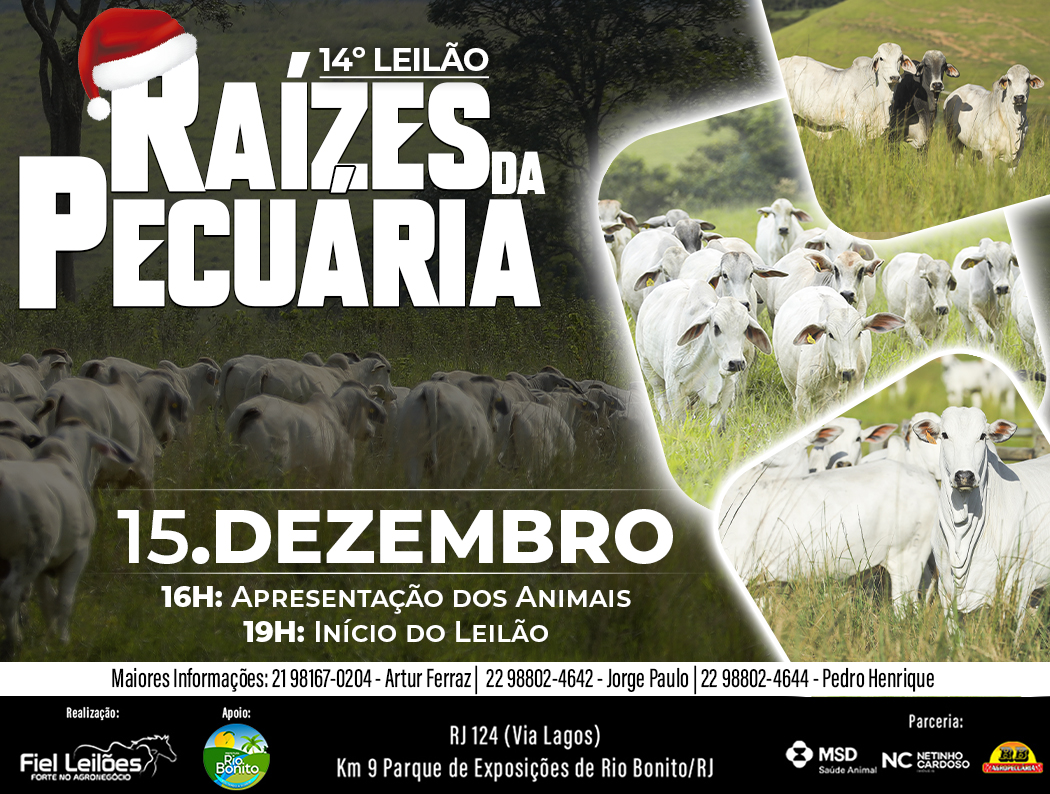 14º LEILÃO
RAÍZES DA
PECUÁRIA
15.DEZEMBRO
16H: APRESENTAÇÃO DOS ANIMAIS
19H: INÍCIO DO LEILÃO
Maiores Informações: 21 98167-0204 - Artur Ferraz | 22 98802-4642 - Jorge Paulo | 22 98802-4644 - Pedro Henrique
Realização:
Fiel Leilões
FORTE NO AGRONEGÓCIO
Apoio:
Rio
Bonito
RJ 124 (Via Lagos)
Km 9 Parque de Exposições de Rio Bonito/RJ
Parceria:
MSD
Saúde Animal
NC NETINHO
CARDOSO
RB
AGROPECUÁRIA